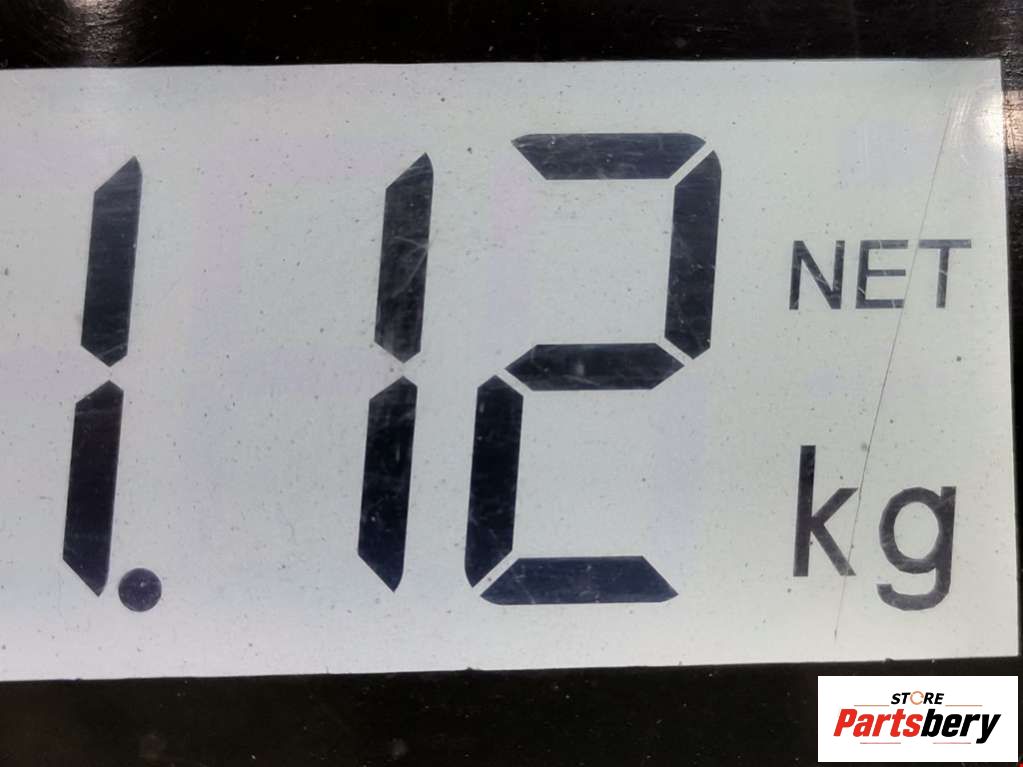 1.12
NET
kg
STORE
Partsbery